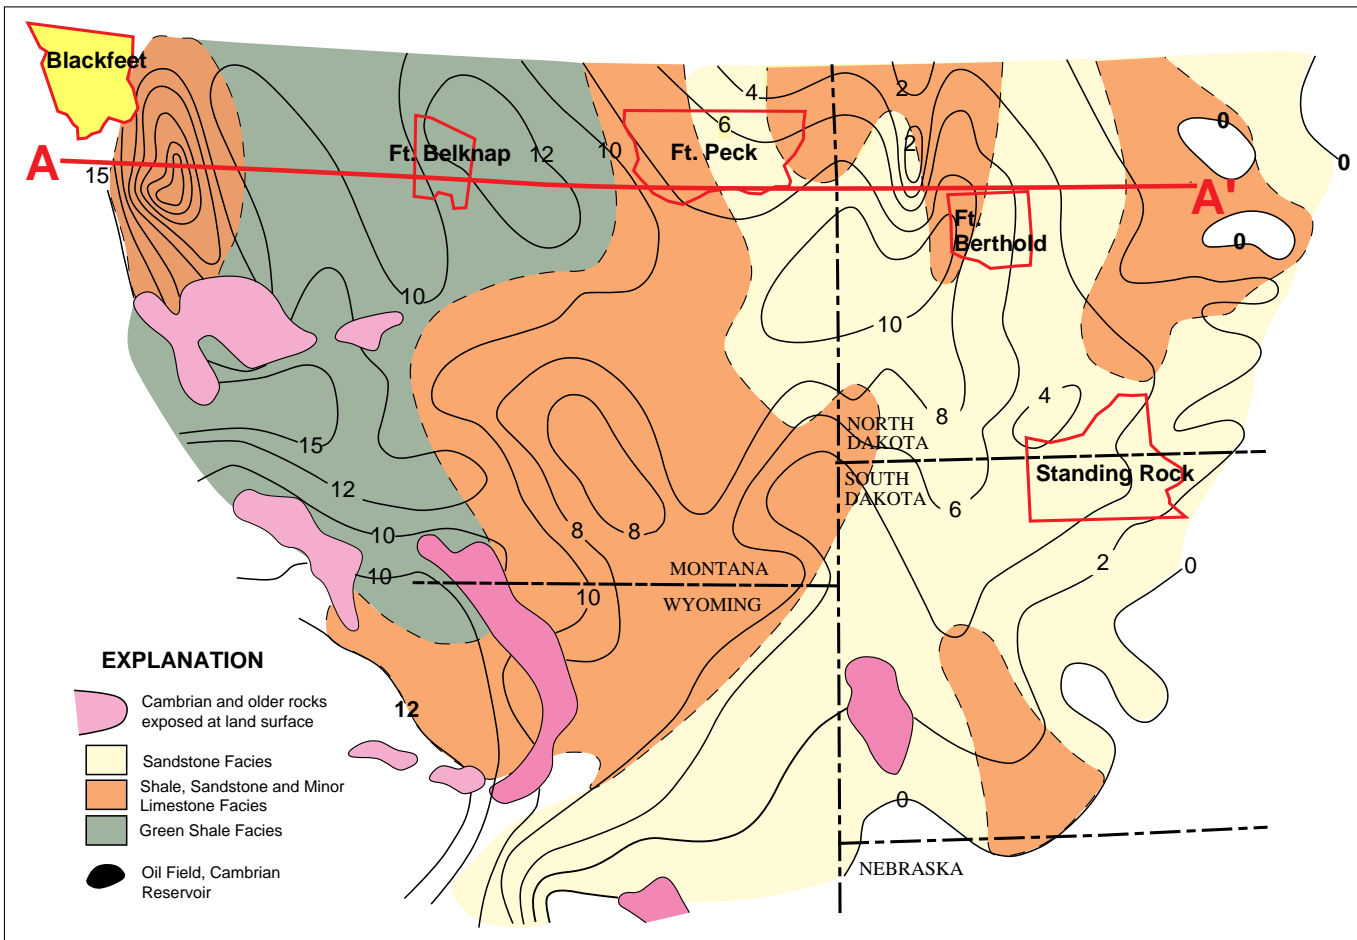 Blackfeet
A
15
Ft. Belknap
12
10
4
6
Ft. Peck
2
2
0
0
A'
Ft.
Berthold
0
10
10
15
12
10
10
8
8
10
8
4
NORTH
DAKOTA
SOUTH
DAKOTA
6
Standing Rock
2
0
MONTANA
WYOMING
12
0
NEBRASKA
EXPLANATION
Cambrian and older rocks
exposed at land surface
Sandstone Facies
Shale, Sandstone and Minor
Limestone Facies
Green Shale Facies
Oil Field, Cambrian
Reservoir